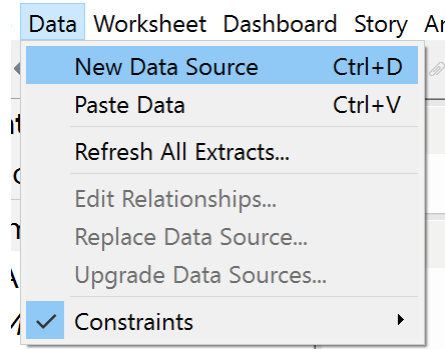 Data Worksheet Dashboard Story
New Data Source Ctrl+D
Paste Data Ctrl+V
Refresh All Extracts...
Edit Relationships...
Replace Data Source...
Upgrade Data Sources...
Constraints